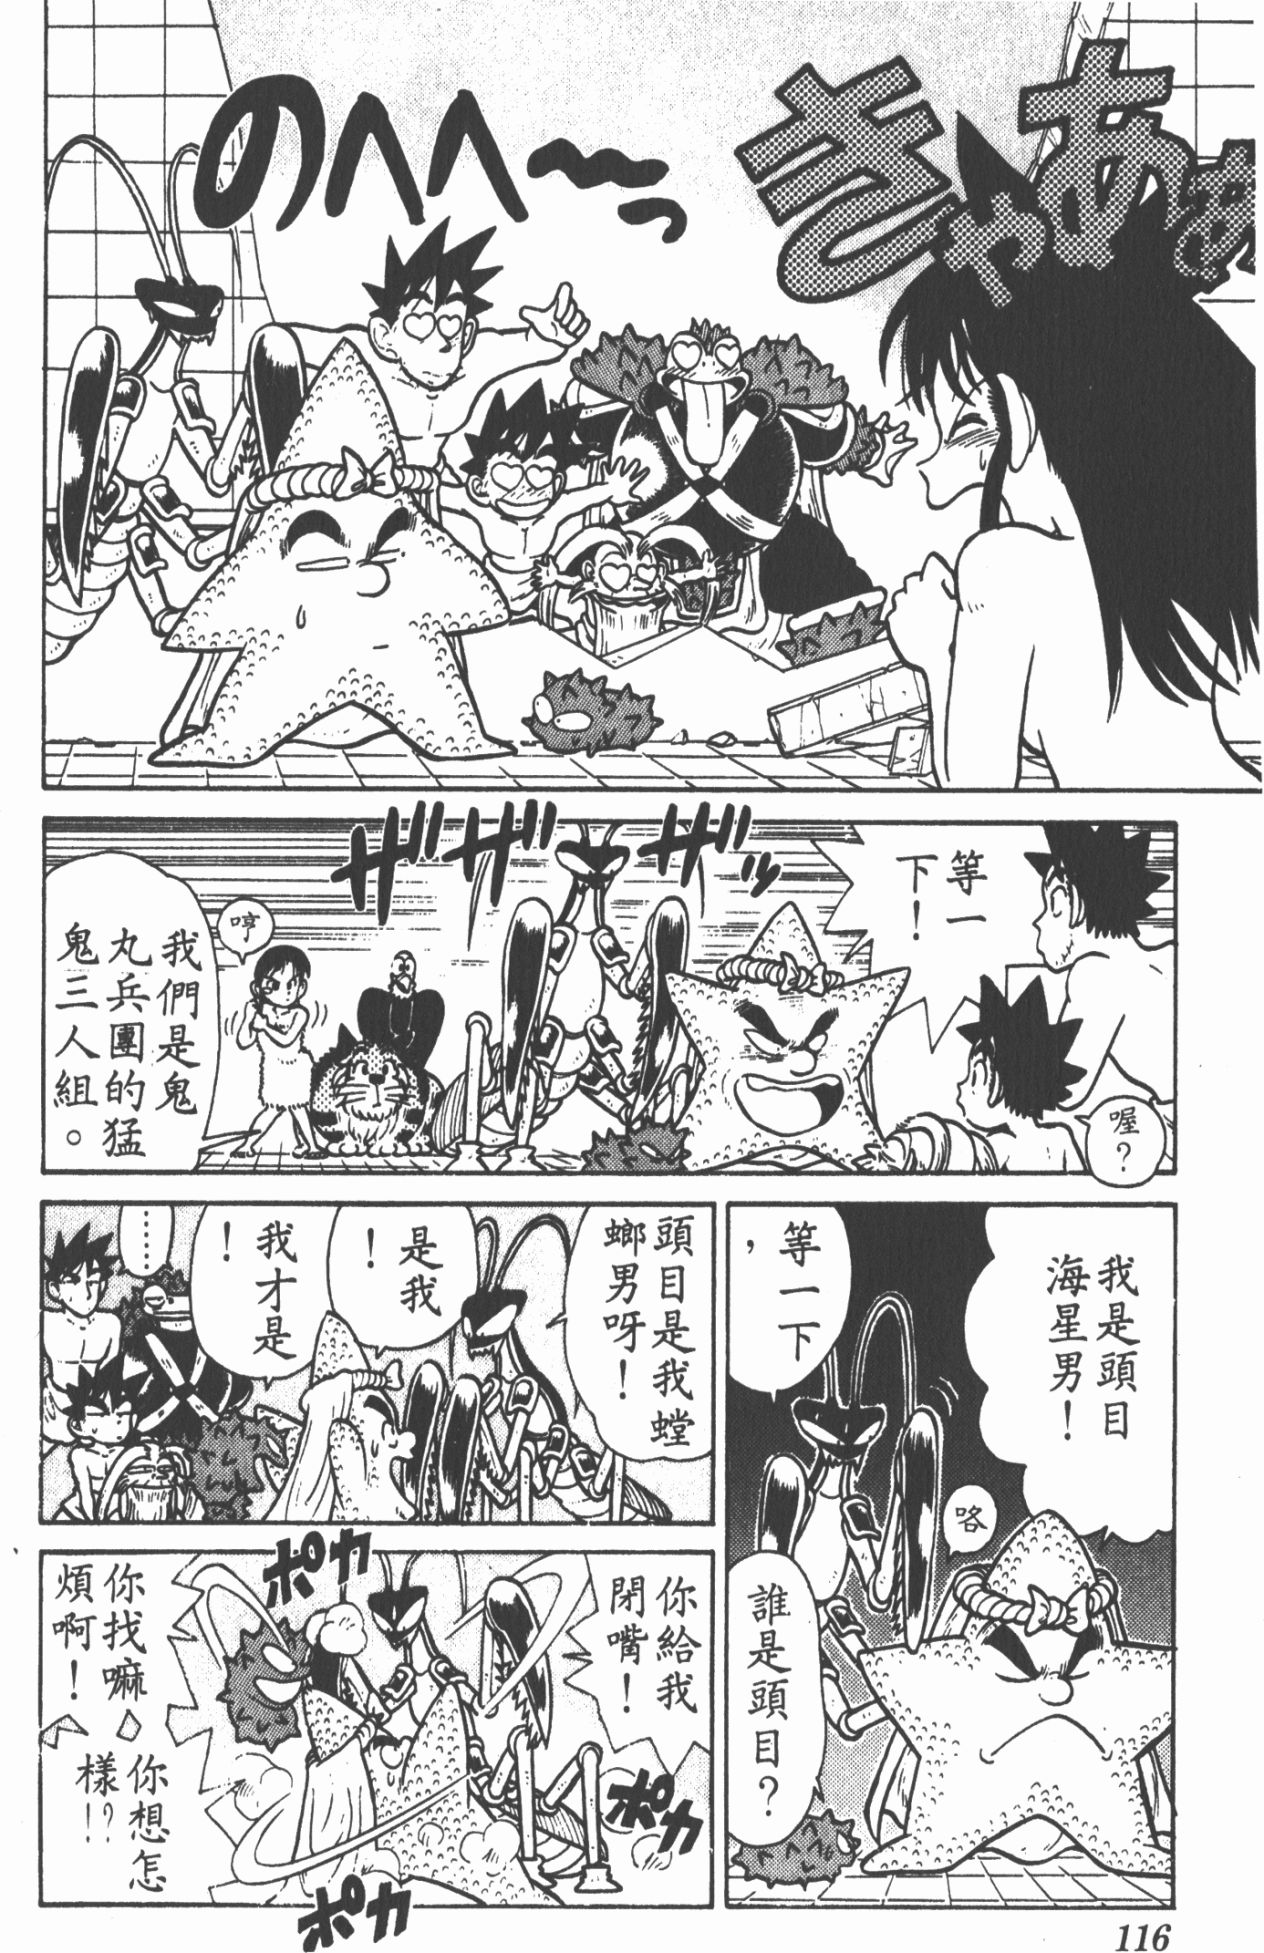 きゃあぁぁ
のへへ〜っ
等一
下！
喔？
ザザザッ
哼
我們是鬼
丸兵團的猛
鬼三人組。
我是頭目
海星男！
咯
等一下
，
誰是頭目？
頭目是我螳
螂男呀！
是我
！
我才是
！
……
你給我
閉嘴！
ポカ
ポカ
ポカ
你找嘛
煩啊！
你想怎
樣!?
116